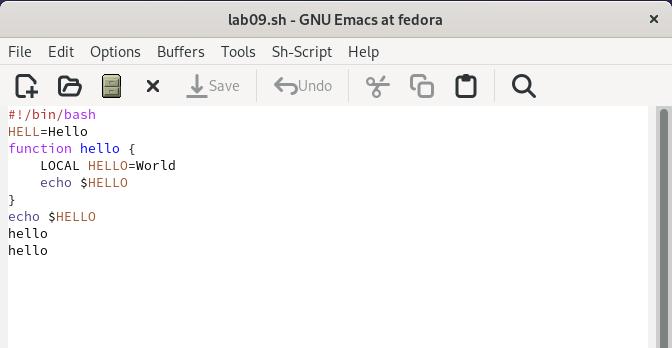 lab09.sh - GNU Emacs at fedora
File Edit Options Buffers Tools Sh-Script Help
Save Undo
#!/bin/bash
HELL=Hello
function hello {
    LOCAL HELLO=World
    echo $HELLO
}
echo $HELLO
hello
hello